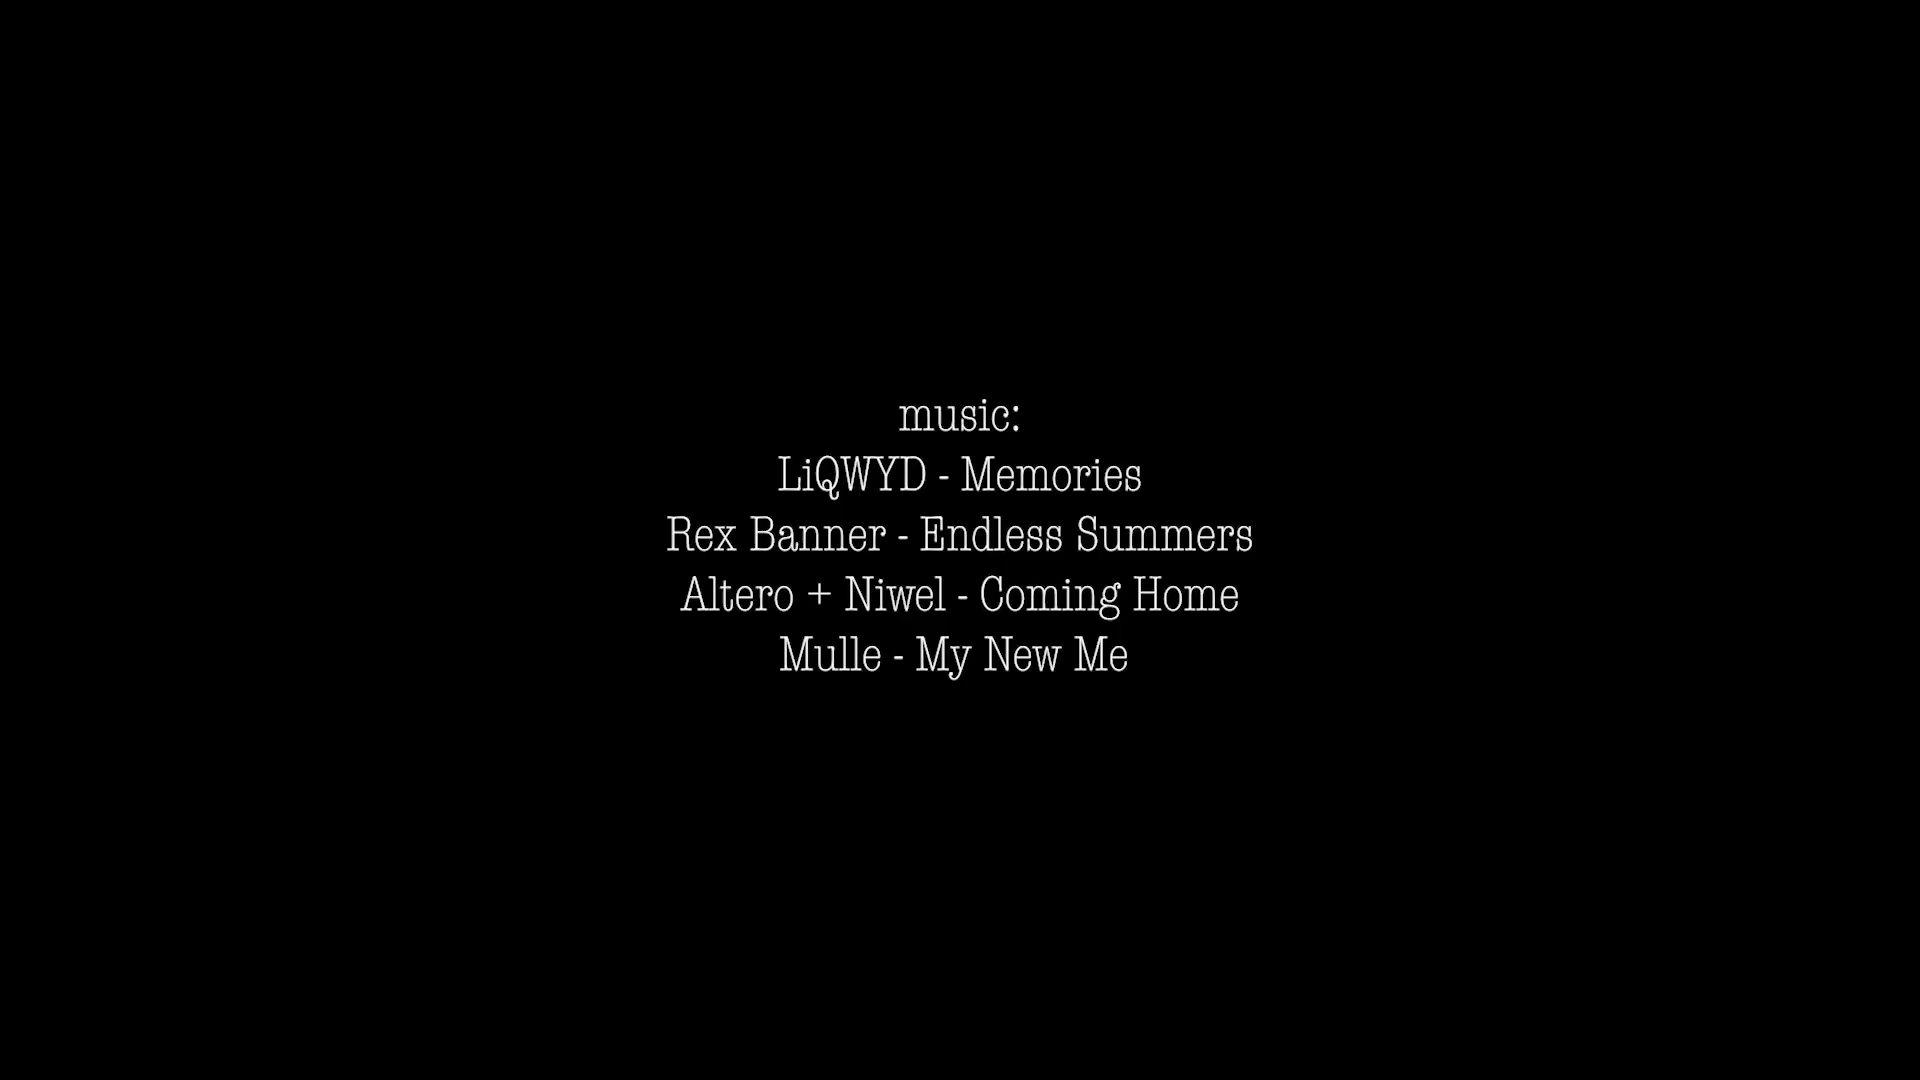 music:
LiQWYD - Memories
Rex Banner - Endless Summers
Altero + Niwel - Coming Home
Mulle - My New Me